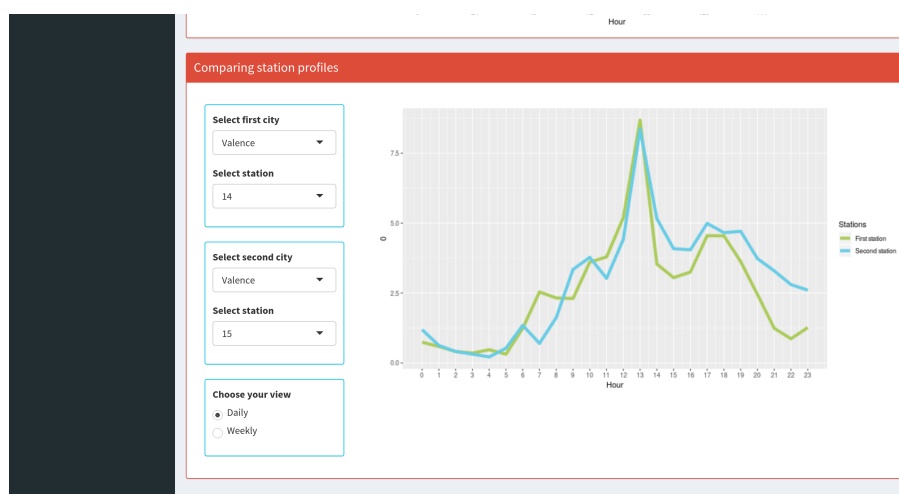 Hour
Comparing station profiles
Select first city
Valence
Select station
14
Select second city
Valence
Select station
15
Choose your view
Daily
Weekly
7.5
5.0
2.5
0.0
0
0 1 2 3 4 5 6 7 8 9 10 11 12 13 14 15 16 17 18 19 20 21 22 23
Hour
Stations
First station
Second station